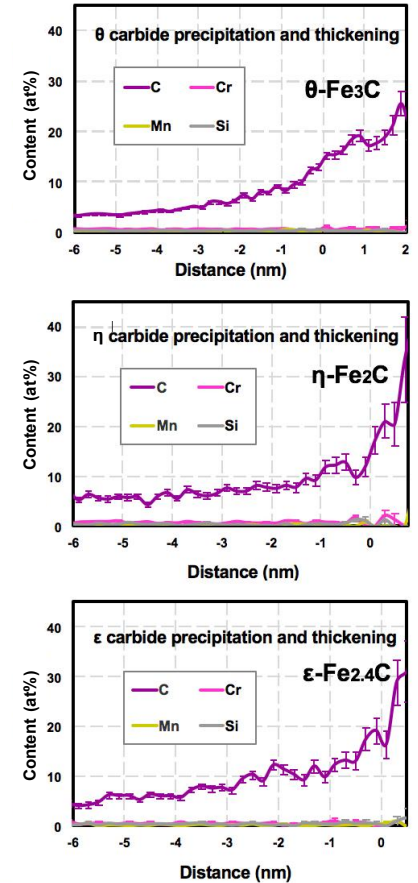 θ carbide precipitation and thickening
40
C
Cr
θ-Fe3C
30
Mn
Si
20
10
0
Content (at%)
-6 -5 -4 -3 -2 -1 0 1 2
Distance (nm)
40
η carbide precipitation and thickening
η-Fe2C
C
Cr
30
Mn
Si
20
10
0
Content (at%)
-6 -5 -4 -3 -2 -1 0
Distance (nm)
40
ε carbide precipitation and thickening
ε-Fe2.4C
C
Cr
30
Mn
Si
20
10
0
Content (at%)
-6 -5 -4 -3 -2 -1 0
Distance (nm)